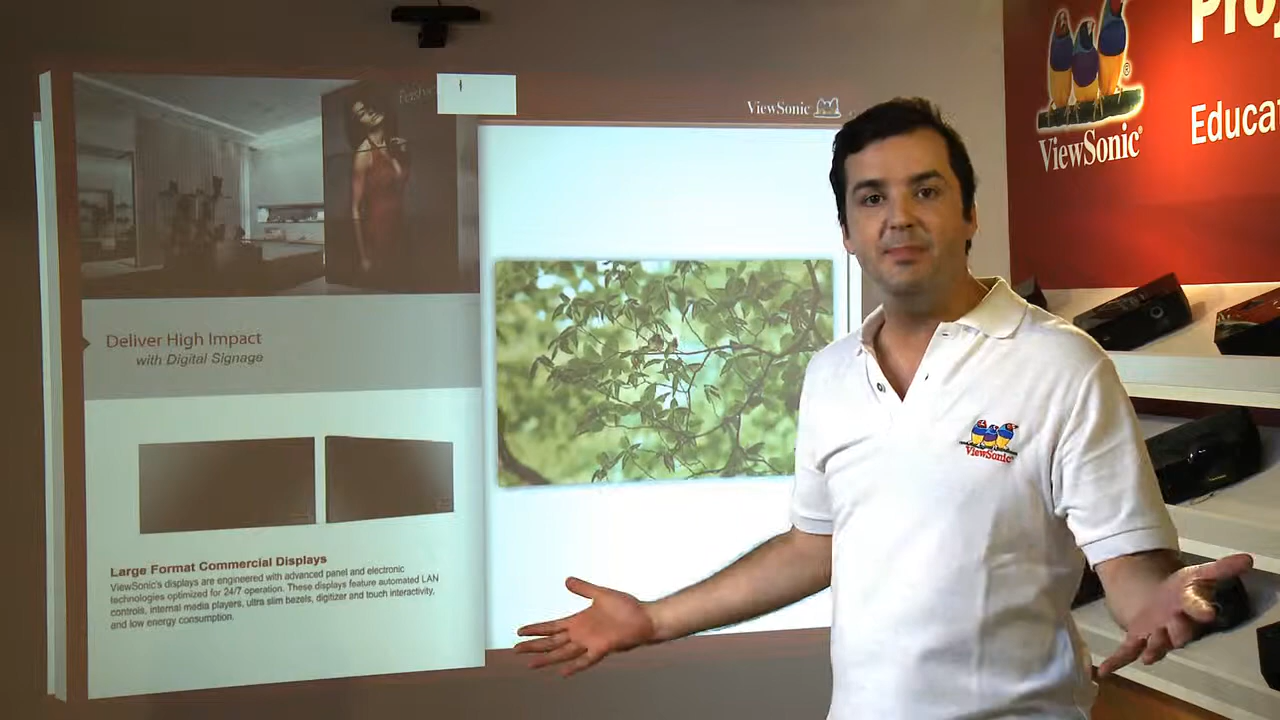 ViewSonic
Deliver High Impact
with Digital Signage
Large Format Commercial Displays
ViewSonic's displays are engineered with advanced panel and electronic
technologies optimized for 24/7 operation. These displays feature automated LAN
controls, internal media players, ultra slim bezels, digitizer and touch interactivity,
and low energy consumption.
ViewSonic®
Proj
Educa
ViewSonic®